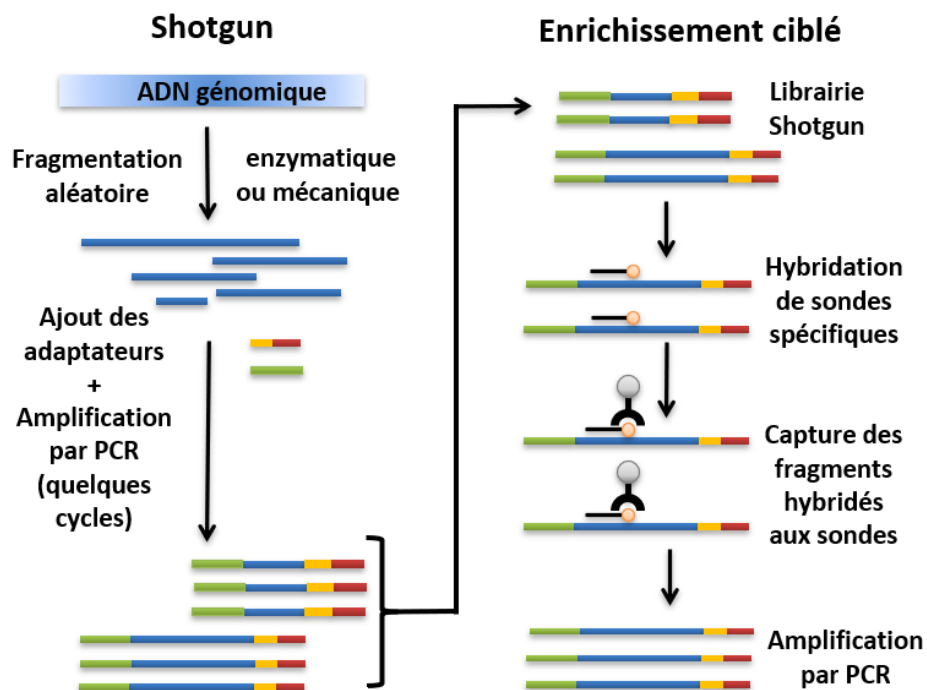 Shotgun
ADN génomique
Fragmentation
aléatoire
enzymatique
ou mécanique
Ajout des
adaptateurs
+
Amplification
par PCR
(quelques
cycles)
Enrichissement ciblé
Librairie
Shotgun
Hybridation
de sondes
spécifiques
Capture des
fragments
hybridés
aux sondes
Amplification
par PCR